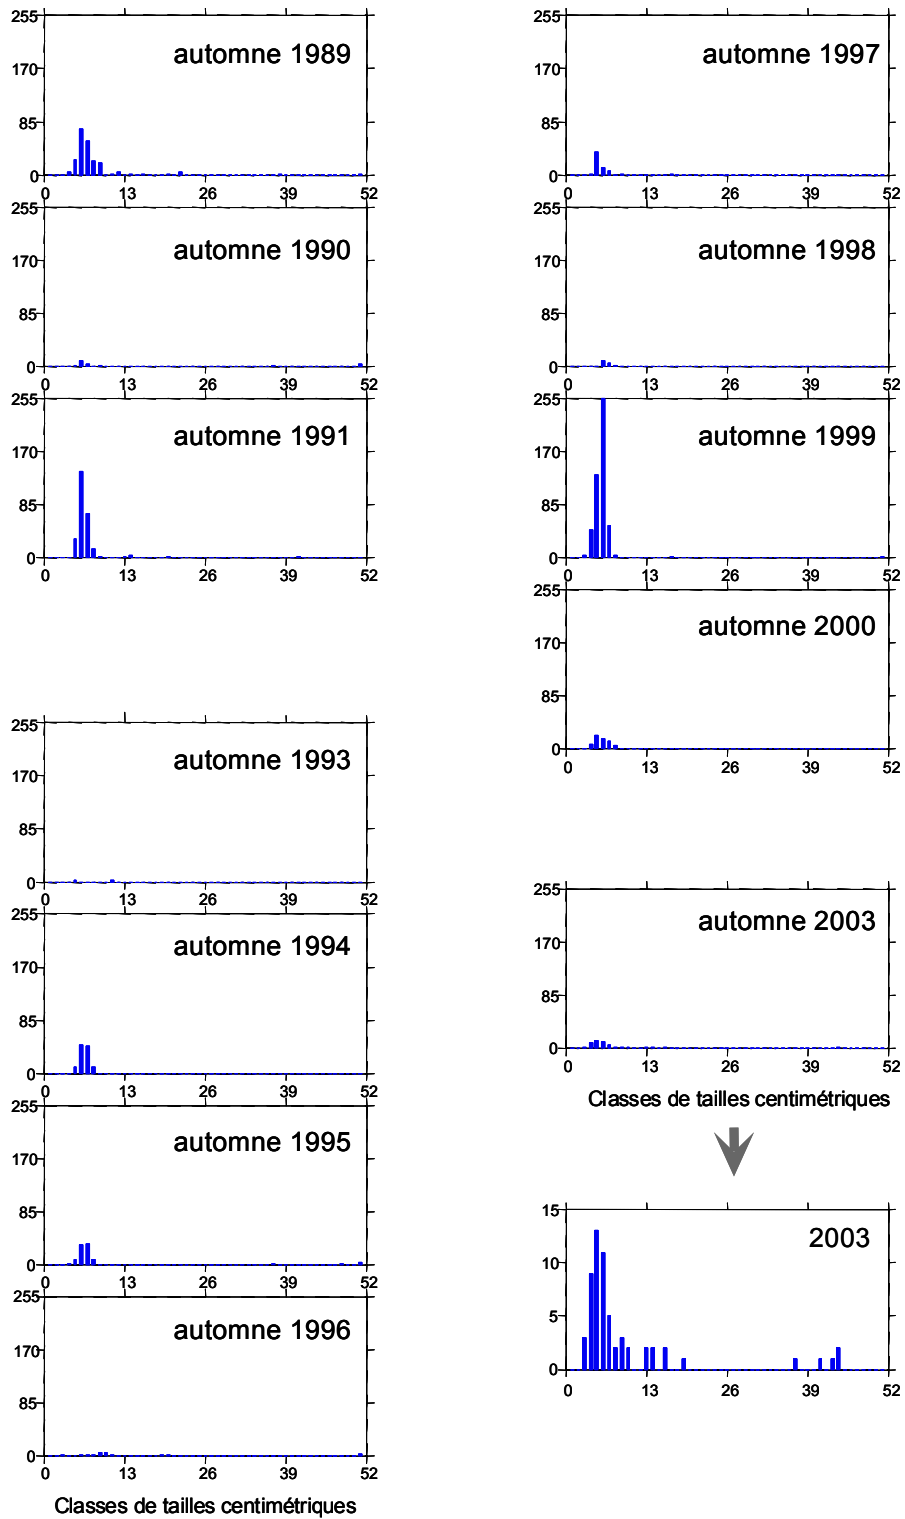 255
automne 1989
170
85
0
0 13 26 39 52
255
automne 1990
170
85
0
0 13 26 39 52
255
automne 1991
170
85
0
0 13 26 39 52
255
automne 1993
170
85
0
0 13 26 39 52
255
automne 1994
170
85
0
0 13 26 39 52
255
automne 1995
170
85
0
0 13 26 39 52
255
automne 1996
170
85
0
0 13 26 39 52
Classes de tailles centimétriques
255
automne 1997
170
85
0
0 13 26 39 52
255
automne 1998
170
85
0
0 13 26 39 52
255
automne 1999
170
85
0
0 13 26 39 52
255
automne 2000
170
85
0
0 13 26 39 52
255
automne 2003
170
85
0
0 13 26 39 52
Classes de tailles centimétriques
15
2003
10
5
0
0 13 26 39 52